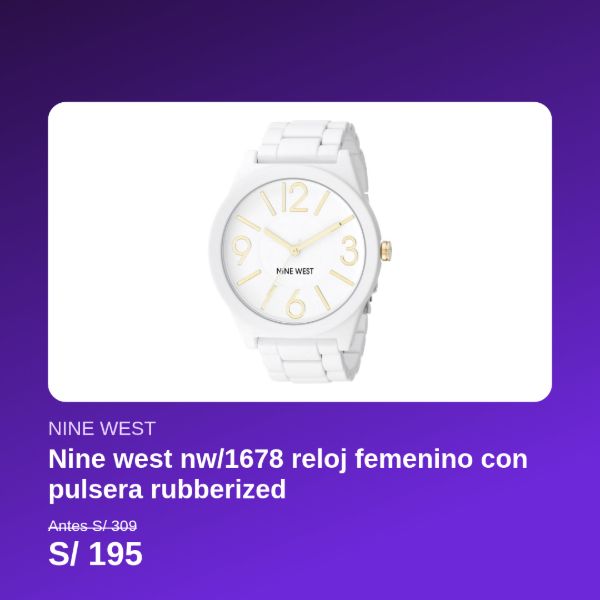 12
9
3
NINE WEST
6
NINE WEST
Nine west nw/1678 reloj femenino con
pulsera rubberized
Antes S/ 309
S/ 195